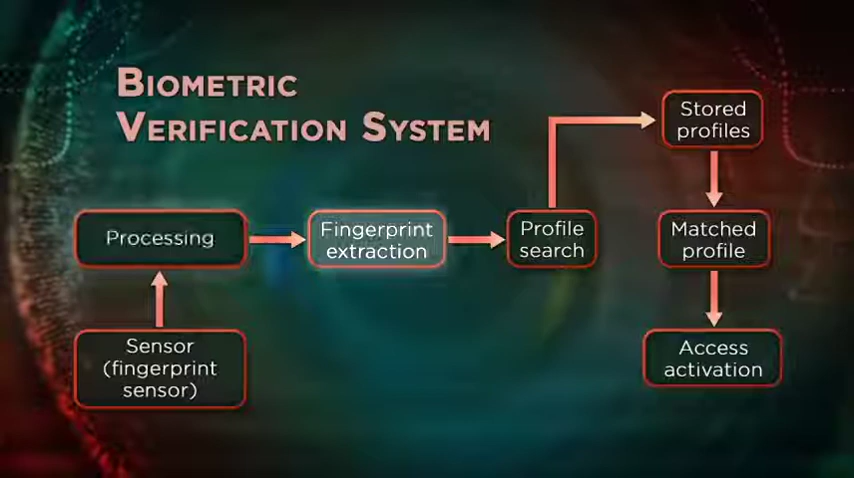 BIOMETRIC
VERIFICATION SYSTEM
Stored
profiles
Processing
Fingerprint
extraction
Profile
search
Matched
profile
Sensor
(fingerprint
sensor)
Access
activation